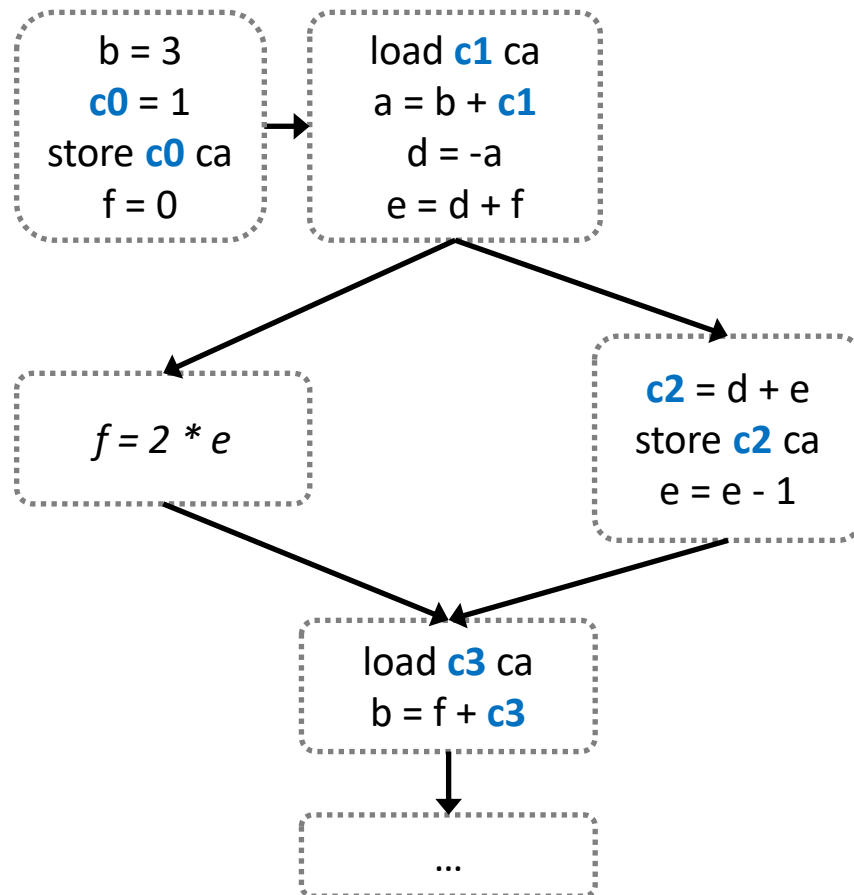 b = 3
c0 = 1
store c0 ca
f = 0
load c1 ca
a = b + c1
d = -a
e = d + f
f = 2 * e
c2 = d + e
store c2 ca
e = e - 1
load c3 ca
b = f + c3
...